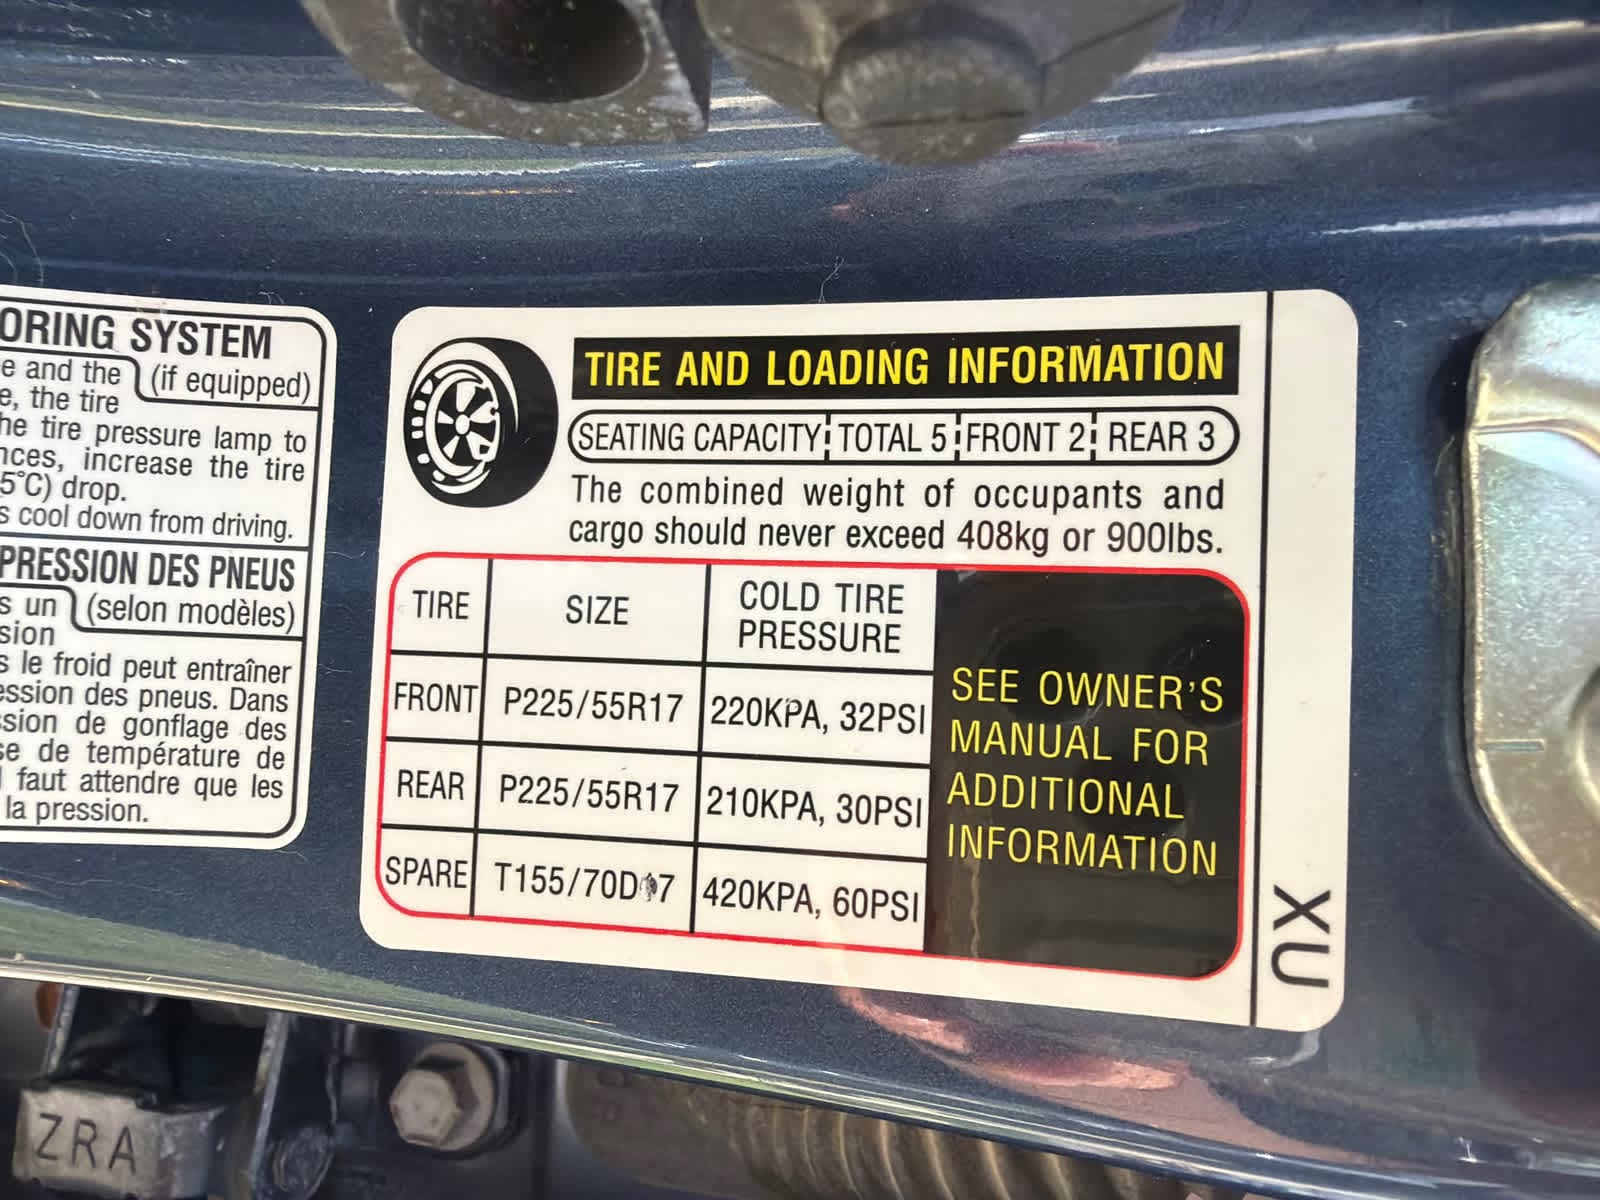 ORING SYSTEM
e and the (if equipped)
e, the tire
he tire pressure lamp to
nces, increase the tire
5°C) drop.
s cool down from driving.
PRESSION DES PNEUS
s un (selon modèles)
sion
s le froid peut entraîner
ession des pneus. Dans
ssion de gonflage des
se de température de
faut attendre que les
la pression.
TIRE AND LOADING INFORMATION
SEATING CAPACITY TOTAL 5 FRONT 2 REAR 3
The combined weight of occupants and
cargo should never exceed 408kg or 900lbs.
TIRE SIZE COLD TIRE
PRESSURE
FRONT P225/55R17 220KPA, 32PSI
REAR P225/55R17 210KPA, 30PSI
SPARE 420KPA, 60PSI
SEE OWNER'S
MANUAL FOR
ADDITIONAL
INFORMATION
XU
ZRA